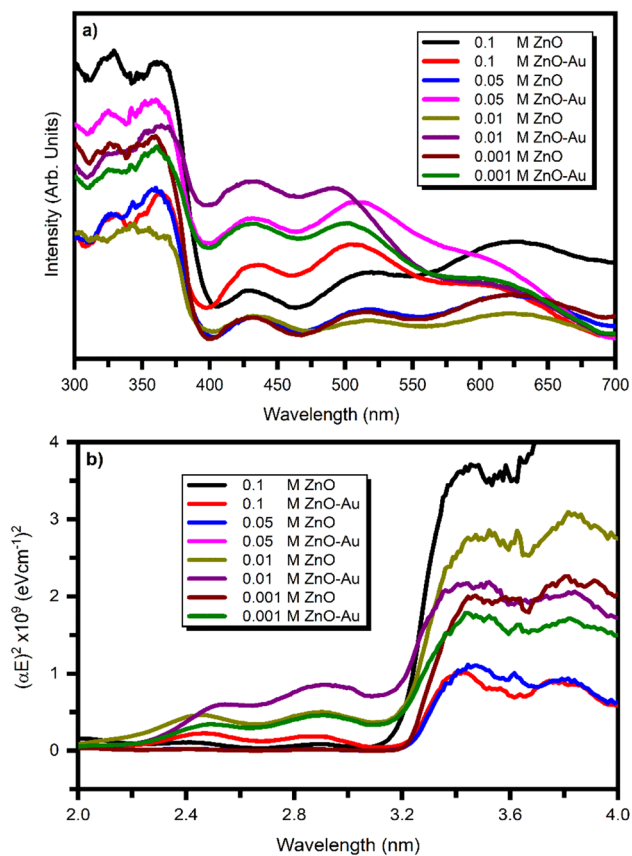 a)
0.1 M ZnO
0.1 M ZnO-Au
0.05 M ZnO
0.05 M ZnO-Au
0.01 M ZnO
0.01 M ZnO-Au
0.001 M ZnO
0.001 M ZnO-Au
Intensity (Arb. Units)
300 350 400 450 500 550 600 650 700
Wavelength (nm)
b)
0.1 M ZnO
0.1 M ZnO-Au
0.05 M ZnO
0.05 M ZnO-Au
0.01 M ZnO
0.01 M ZnO-Au
0.001 M ZnO
0.001 M ZnO-Au
(αE)² x10⁹ (eVcm⁻¹)²
4
3
2
1
0
2.0 2.4 2.8 3.2 3.6 4.0
Wavelength (nm)